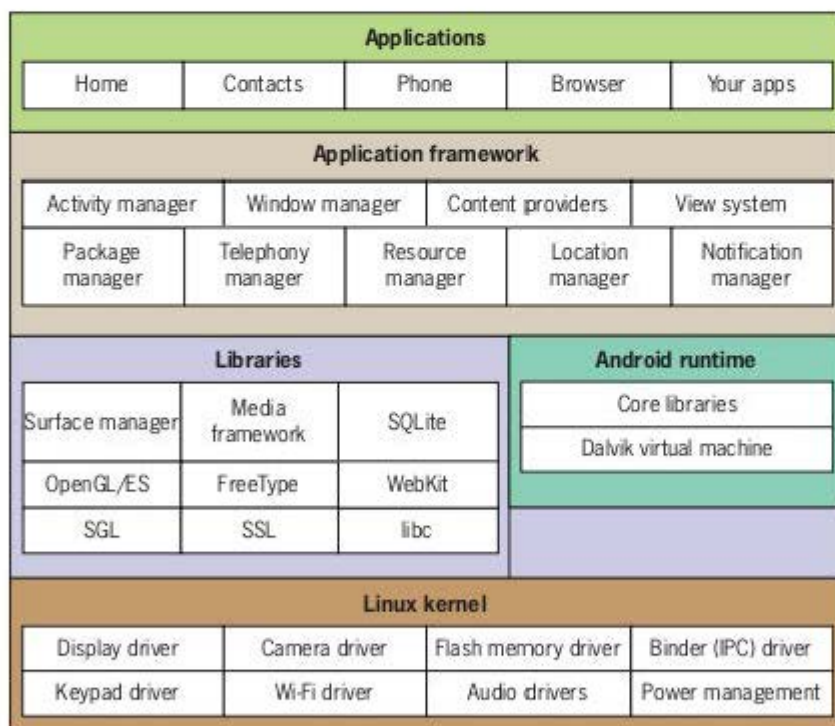 Applications
Home Contacts Phone Browser Your apps
Application framework
Activity manager Window manager Content providers View system
Package Telephony Resource Location Notification
manager manager manager manager manager
Libraries Android runtime
Core libraries
Surface manager Media framework SQLite
Dalvik virtual machine
OpenGL/ES FreeType WebKit
SGL SSL libc
Linux kernel
Display driver Camera driver Flash memory driver Binder (IPC) driver
Keypad driver Wi-Fi driver Audio drivers Power management